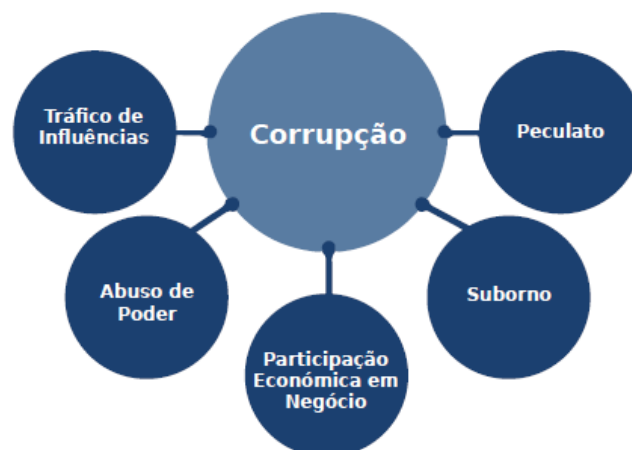 Corrupção
Tráfico de
Influências
Peculato
Abuso de
Poder
Suborno
Participação
Económica em
Negócio